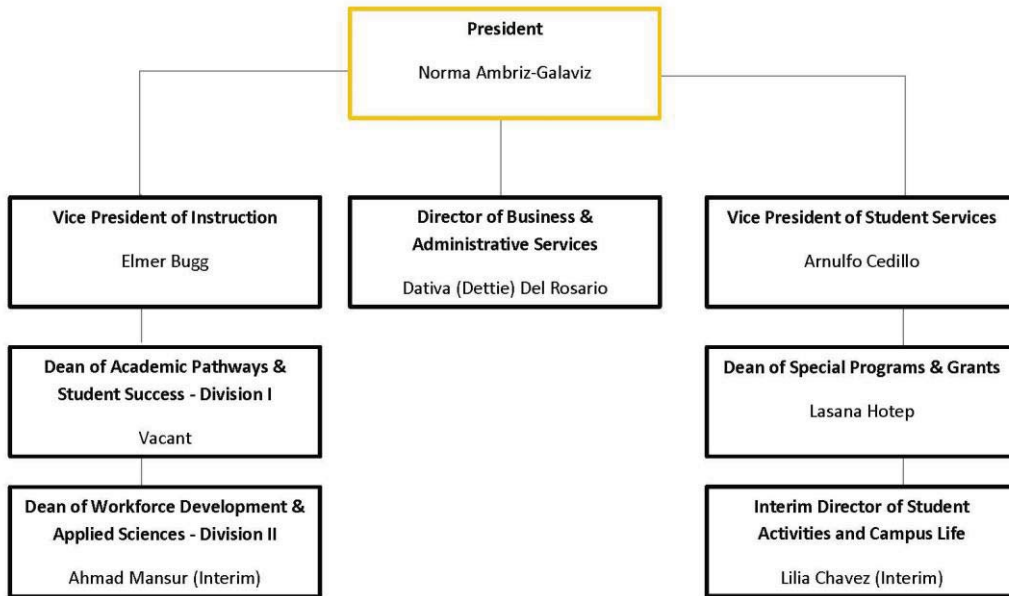 President
Norma Ambriz-Galaviz
Vice President of Instruction
Elmer Bugg
Director of Business &
Administrative Services
Dativa (Dettie) Del Rosario
Vice President of Student Services
Arnulfo Cedillo
Dean of Academic Pathways &
Student Success - Division I
Vacant
Dean of Special Programs & Grants
Lasana Hotep
Dean of Workforce Development &
Applied Sciences - Division II
Ahmad Mansur (Interim)
Interim Director of Student
Activities and Campus Life
Lilia Chavez (Interim)